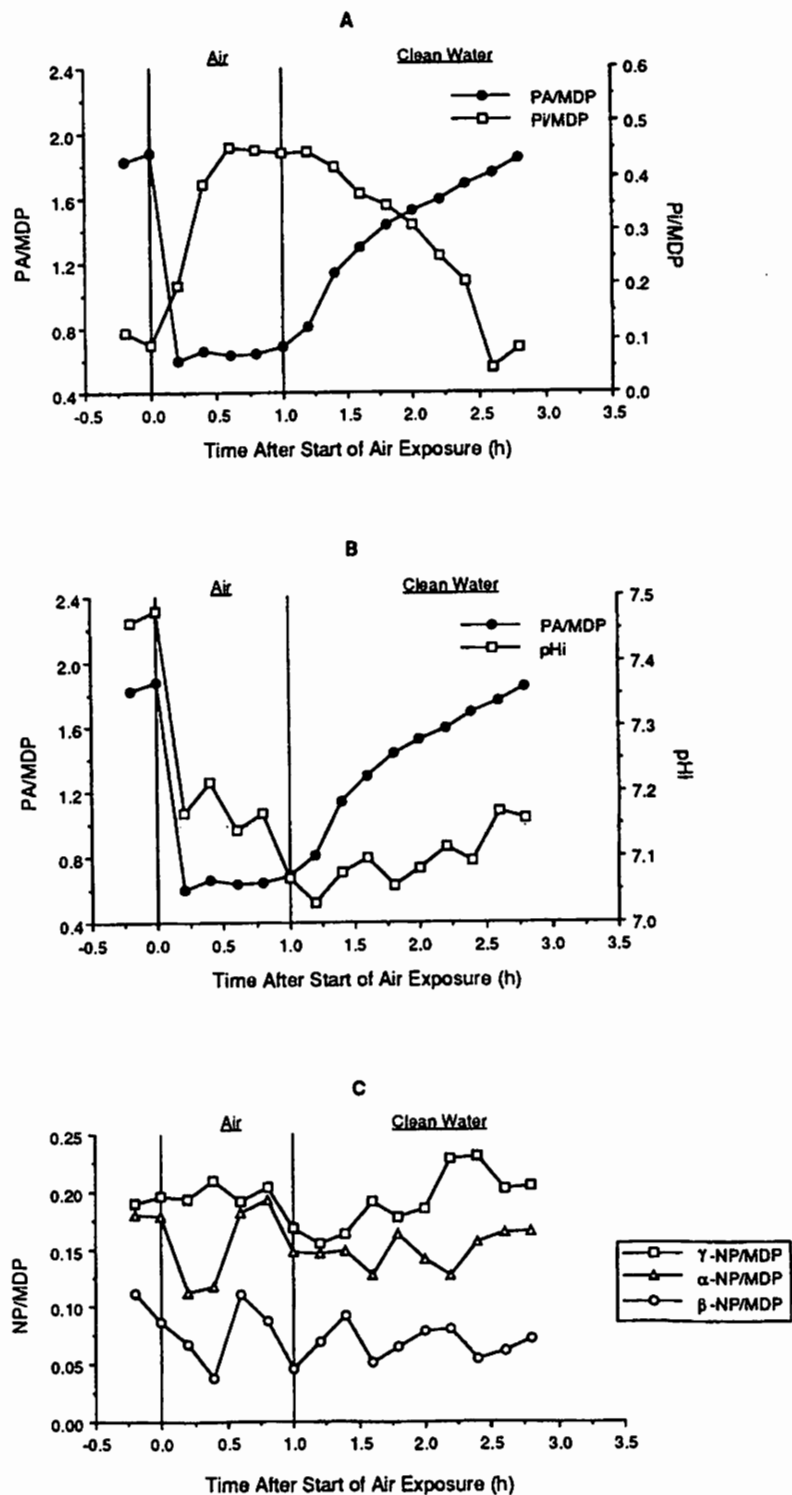 A
Air
Clean Water
2.4
2.0
1.6
1.2
0.8
0.4
PA/MDP
0.6
0.5
0.4
0.3
0.2
0.1
0.0
Pi/MDP
PA/MDP
Pi/MDP
-0.5 0.0 0.5 1.0 1.5 2.0 2.5 3.0 3.5
Time After Start of Air Exposure (h)
B
Air
Clean Water
2.4
2.0
1.6
1.2
0.8
0.4
PA/MDP
7.5
7.4
7.3
7.2
7.1
7.0
pHi
PA/MDP
pHi
-0.5 0.0 0.5 1.0 1.5 2.0 2.5 3.0 3.5
Time After Start of Air Exposure (h)
C
Air
Clean Water
0.25
0.20
0.15
0.10
0.05
0.00
NP/MDP
γ-NP/MDP
α-NP/MDP
β-NP/MDP
-0.5 0.0 0.5 1.0 1.5 2.0 2.5 3.0 3.5
Time After Start of Air Exposure (h)